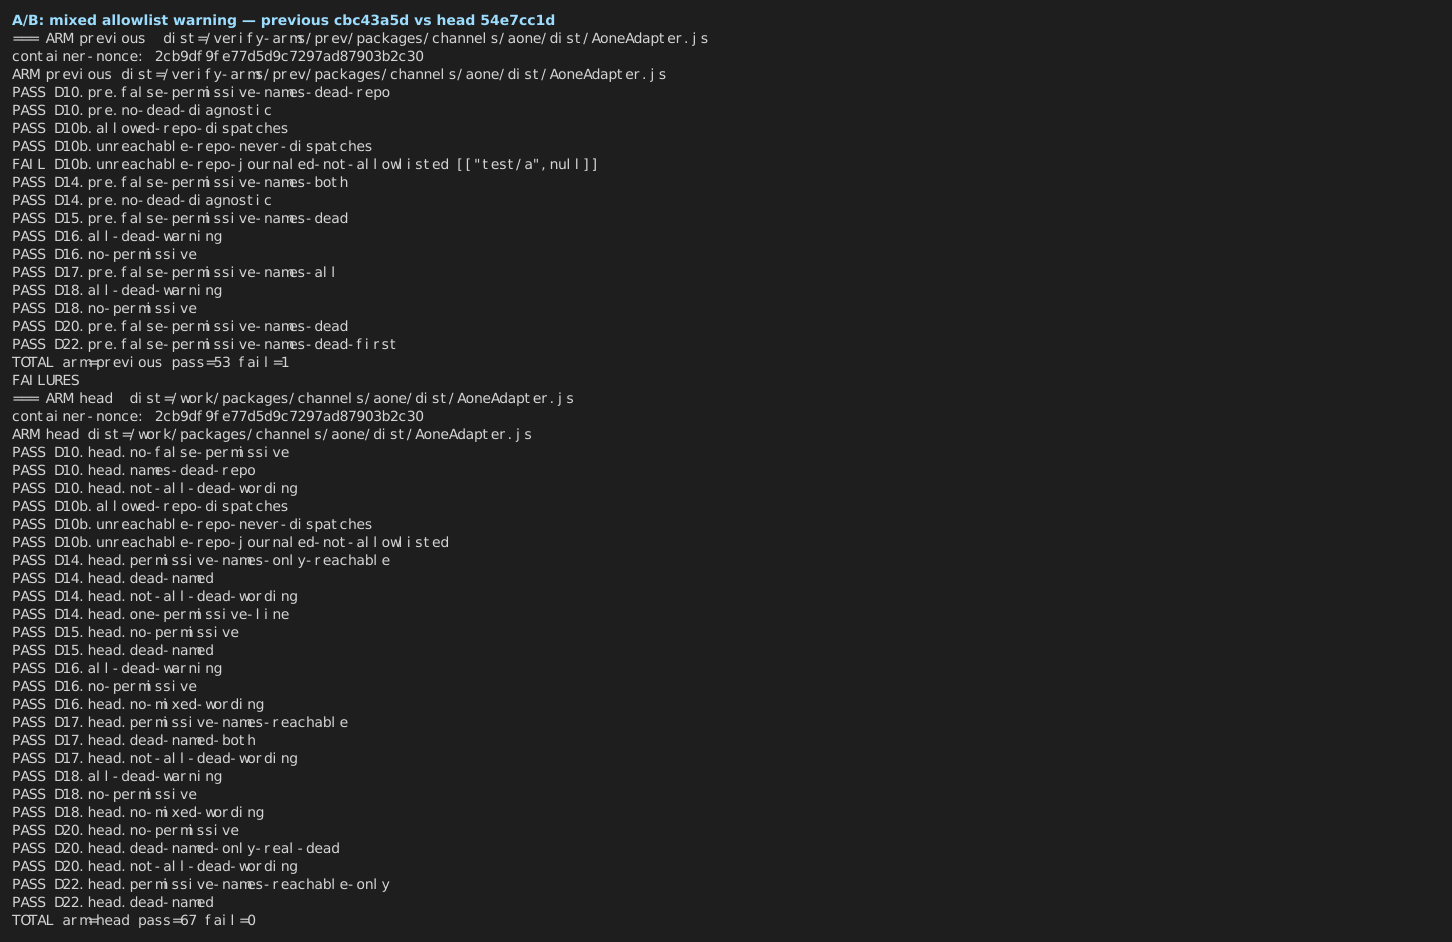 A/B: mixed allowlist warning — previous cbc43a5d vs head 54e7cc1d
=== ARM previous  dist=/verify-arms/prev/packages/channels/aone/dist/AoneAdapter.js
container-nonce: 2cb9df9fe77d5d9c7297ad87903b2c30
ARM previous dist=/verify-arms/prev/packages/channels/aone/dist/AoneAdapter.js
PASS D10.pre.false-permissive-names-dead-repo
PASS D10.pre.no-dead-diagnostic
PASS D10b.allowed-repo-dispatches
PASS D10b.unreachable-repo-never-dispatches
FAIL D10b.unreachable-repo-journaled-not-allowlisted [["test/a",null]]
PASS D14.pre.false-permissive-names-both
PASS D14.pre.no-dead-diagnostic
PASS D15.pre.false-permissive-names-dead
PASS D16.all-dead-warning
PASS D16.no-permissive
PASS D17.pre.false-permissive-names-all
PASS D18.all-dead-warning
PASS D18.no-permissive
PASS D20.pre.false-permissive-names-dead
PASS D22.pre.false-permissive-names-dead-first
TOTAL arm=previous pass=53 fail=1
FAILURES
=== ARM head  dist=/work/packages/channels/aone/dist/AoneAdapter.js
container-nonce: 2cb9df9fe77d5d9c7297ad87903b2c30
ARM head dist=/work/packages/channels/aone/dist/AoneAdapter.js
PASS D10.head.no-false-permissive
PASS D10.head.names-dead-repo
PASS D10.head.not-all-dead-wording
PASS D10b.allowed-repo-dispatches
PASS D10b.unreachable-repo-never-dispatches
PASS D10b.unreachable-repo-journaled-not-allowlisted
PASS D14.head.permissive-names-only-reachable
PASS D14.head.dead-named
PASS D14.head.not-all-dead-wording
PASS D14.head.one-permissive-line
PASS D15.head.no-permissive
PASS D15.head.dead-named
PASS D16.all-dead-warning
PASS D16.no-permissive
PASS D16.head.no-mixed-wording
PASS D17.head.permissive-names-reachable
PASS D17.head.dead-named-both
PASS D17.head.not-all-dead-wording
PASS D18.all-dead-warning
PASS D18.no-permissive
PASS D18.head.no-mixed-wording
PASS D20.head.no-permissive
PASS D20.head.dead-named-only-real-dead
PASS D20.head.not-all-dead-wording
PASS D22.head.permissive-names-reachable-only
PASS D22.head.dead-named
TOTAL arm=head pass=67 fail=0